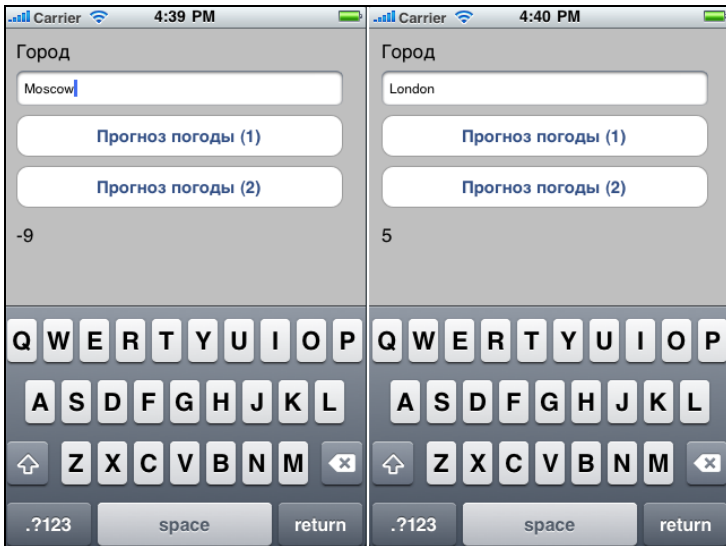 Carrier 4:39 PM
Город
Moscow
Прогноз погоды (1)
Прогноз погоды (2)
-9
Q W E R T Y U I O P
A S D F G H J K L
Z X C V B N M
.?123 space return
Carrier 4:40 PM
Город
London
Прогноз погоды (1)
Прогноз погоды (2)
5
Q W E R T Y U I O P
A S D F G H J K L
Z X C V B N M
.?123 space return